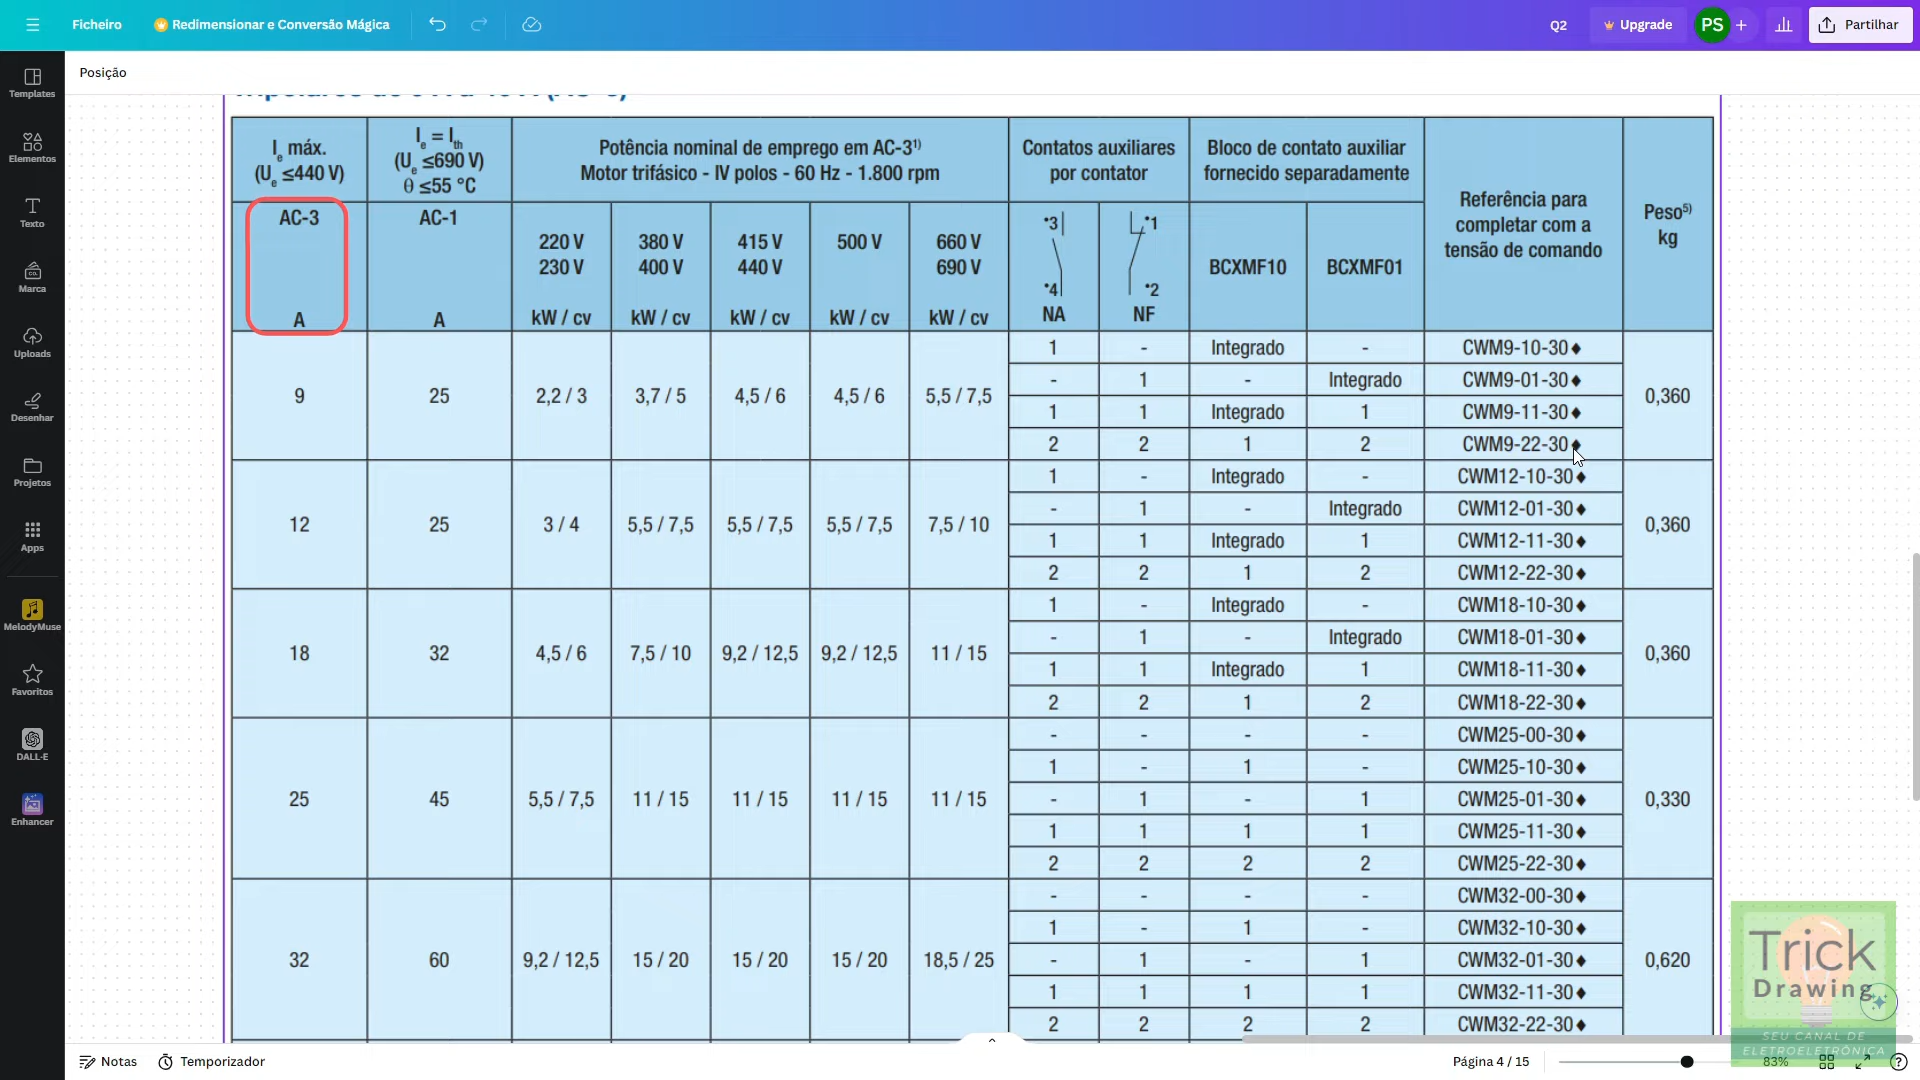 Ficheiro
Redimensionar e Conversão Mágica
Q2
Upgrade
PS
+
Partilhar
Posição
Templates
Elementos
Texto
Marca
Uploads
Desenhar
Projetos
Apps
MelodyMuse
Favoritos
DALL-E
Enhancer
Ie máx.
(Ue ≤440 V)
Ie = Ith
(Ue ≤690 V)
θ ≤55 °C
Potência nominal de emprego em AC-3¹⁾
Motor trifásico - IV polos - 60 Hz - 1.800 rpm
Contatos auxiliares
por contator
Bloco de contato auxiliar
fornecido separadamente
Referência para
completar com a
tensão de comando
Peso⁵⁾
kg
AC-3
A
AC-1
A
220 V
230 V
kW / cv
380 V
400 V
kW / cv
415 V
440 V
kW / cv
500 V
kW / cv
660 V
690 V
kW / cv
•3
•4
NA
•1
•2
NF
BCXMF10
BCXMF01
9 25 2,2 / 3 3,7 / 5 4,5 / 6 4,5 / 6 5,5 / 7,5 0,360
1 - Integrado - CWM9-10-30♦
- 1 - Integrado CWM9-01-30♦
1 1 Integrado 1 CWM9-11-30♦
2 2 1 2 CWM9-22-30♦
12 25 3 / 4 5,5 / 7,5 5,5 / 7,5 5,5 / 7,5 7,5 / 10 0,360
1 - Integrado - CWM12-10-30♦
- 1 - Integrado CWM12-01-30♦
1 1 Integrado 1 CWM12-11-30♦
2 2 1 2 CWM12-22-30♦
18 32 4,5 / 6 7,5 / 10 9,2 / 12,5 9,2 / 12,5 11 / 15 0,360
1 - Integrado - CWM18-10-30♦
- 1 - Integrado CWM18-01-30♦
1 1 Integrado 1 CWM18-11-30♦
2 2 1 2 CWM18-22-30♦
25 45 5,5 / 7,5 11 / 15 11 / 15 11 / 15 11 / 15 0,330
- - - - CWM25-00-30♦
1 - 1 - CWM25-10-30♦
- 1 - 1 CWM25-01-30♦
1 1 1 1 CWM25-11-30♦
2 2 2 2 CWM25-22-30♦
32 60 9,2 / 12,5 15 / 20 15 / 20 15 / 20 18,5 / 25 0,620
- - - - CWM32-00-30♦
1 - 1 - CWM32-10-30♦
- 1 - 1 CWM32-01-30♦
1 1 1 1 CWM32-11-30♦
2 2 2 2 CWM32-22-30♦
Trick
Drawing
SEU CANAL DE
ELETROELETRÔNICA
Notas
Temporizador
Página 4 / 15
83%
?